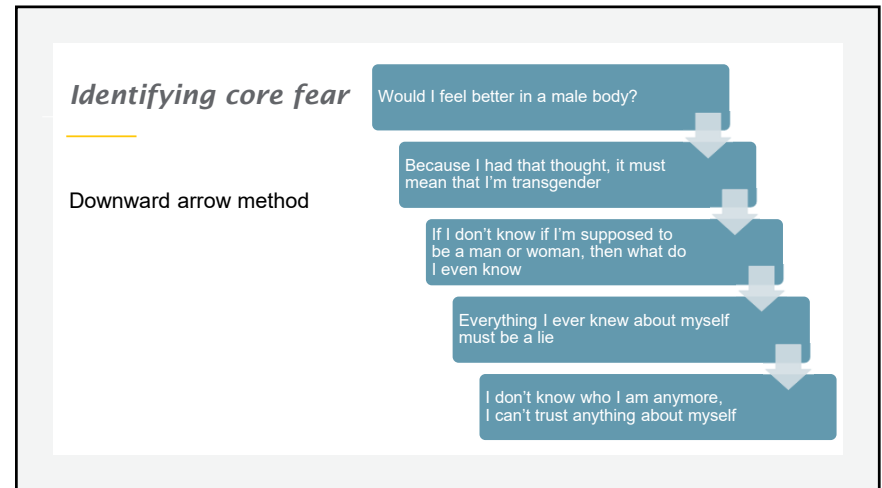 Identifying core fear
Downward arrow method
Would I feel better in a male body?
Because I had that thought, it must
mean that I'm transgender
If I don't know if I'm supposed to
be a man or woman, then what do
I even know
Everything I ever knew about myself
must be a lie
I don't know who I am anymore,
I can't trust anything about myself